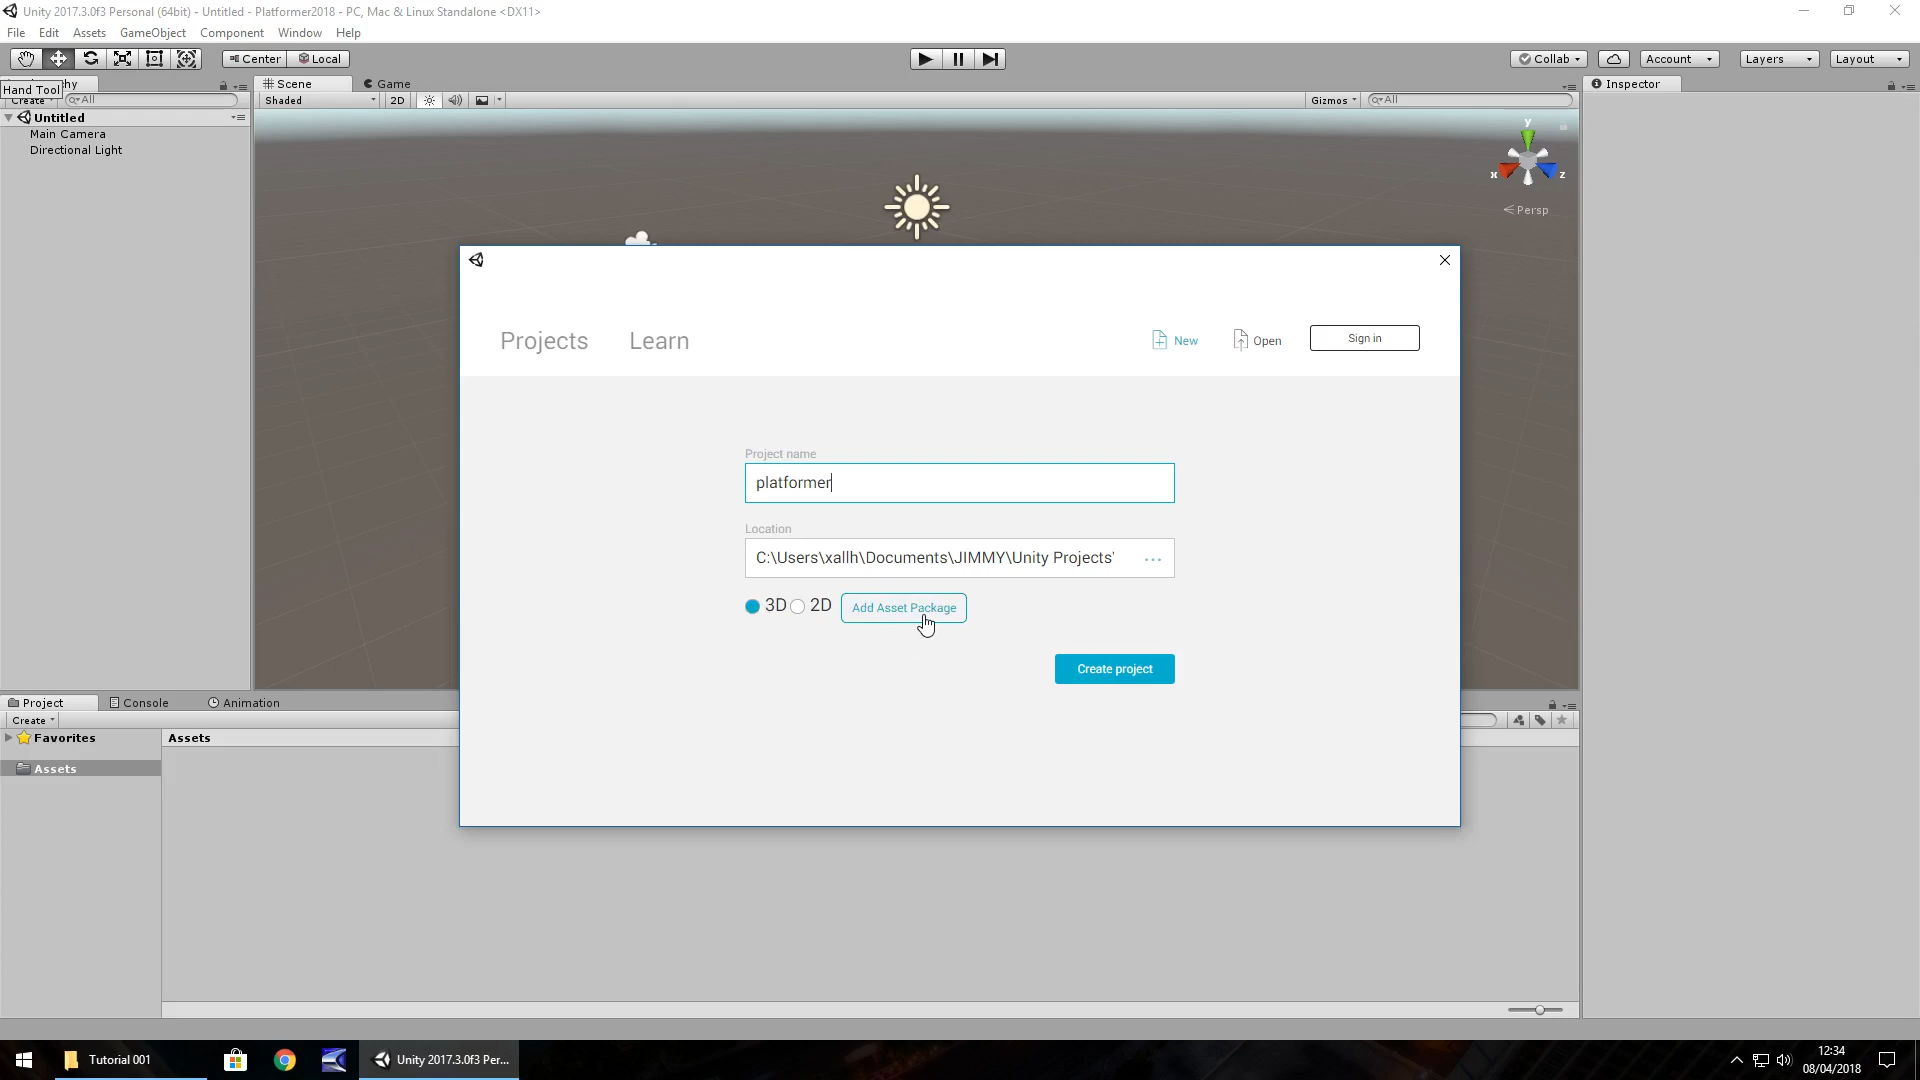 Unity 2017.3.0f3 Personal (64bit) - Untitled - Platformer2018 - PC, Mac & Linux Standalone <DX11>
File Edit Assets GameObject Component Window Help
Center Local Collab Account Layers Layout
Hand Tool Scene Game Inspector
Create All Shaded 2D Gizmos All
Untitled
Main Camera
Directional Light
y
x z
Persp
Projects Learn New Open Sign in
Project name
platformer
Location
C:\Users\xallh\Documents\JIMMY\Unity Projects'
3D 2D Add Asset Package
Create project
Project Console Animation
Create
Favorites Assets
Assets
Tutorial 001 Unity 2017.3.0f3 Per... 12:34
08/04/2018